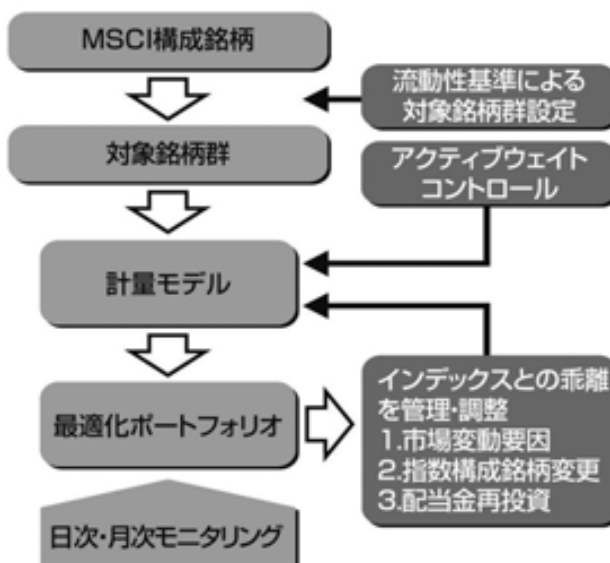 MSCI構成銘柄
流動性基準による
対象銘柄群設定
対象銘柄群
アクティブウェイト
コントロール
計量モデル
最適化ポートフォリオ
インデックスとの乖離
を管理・調整
1.市場変動要因
2.指数構成銘柄変更
3.配当金再投資
日次・月次モニタリング